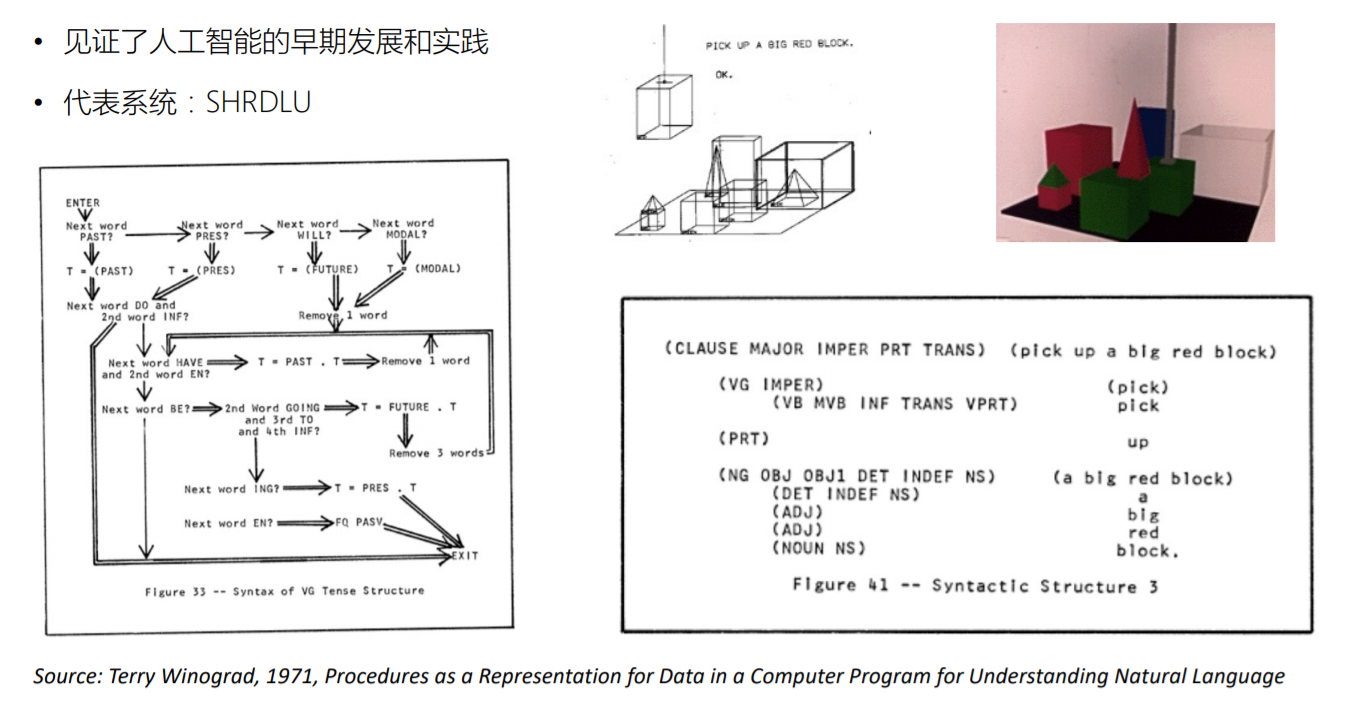 • 见证了人工智能的早期发展和实践
• 代表系统：SHRDLU
PICK UP A BIG RED BLOCK.
OK.
ENTER
Next word PAST?
Next word PRES?
Next word WILL?
Next word MODAL?
T = (PAST)
T = (PRES)
T = (FUTURE)
T = (MODAL)
Next word DO and
2nd word INF?
Remove 1 word
Next word HAVE
and 2nd word EN?
T = PAST . T
Remove 1 word
Next word BE?
2nd Word GOING
and 3rd TO
and 4th INF?
T = FUTURE . T
Remove 3 words
Next word ING?
T = PRES . T
Next word EN?
FQ PASV
EXIT
Figure 33 -- Syntax of VG Tense Structure
(CLAUSE MAJOR IMPER PRT TRANS) (pick up a big red block)
(VG IMPER) (pick)
(VB MVB INF TRANS VPRT) pick
(PRT) up
(NG OBJ OBJ1 DET INDEF NS) (a big red block)
(DET INDEF NS) a
(ADJ) big
(ADJ) red
(NOUN NS) block.
Figure 41 -- Syntactic Structure 3
Source: Terry Winograd, 1971, Procedures as a Representation for Data in a Computer Program for Understanding Natural Language